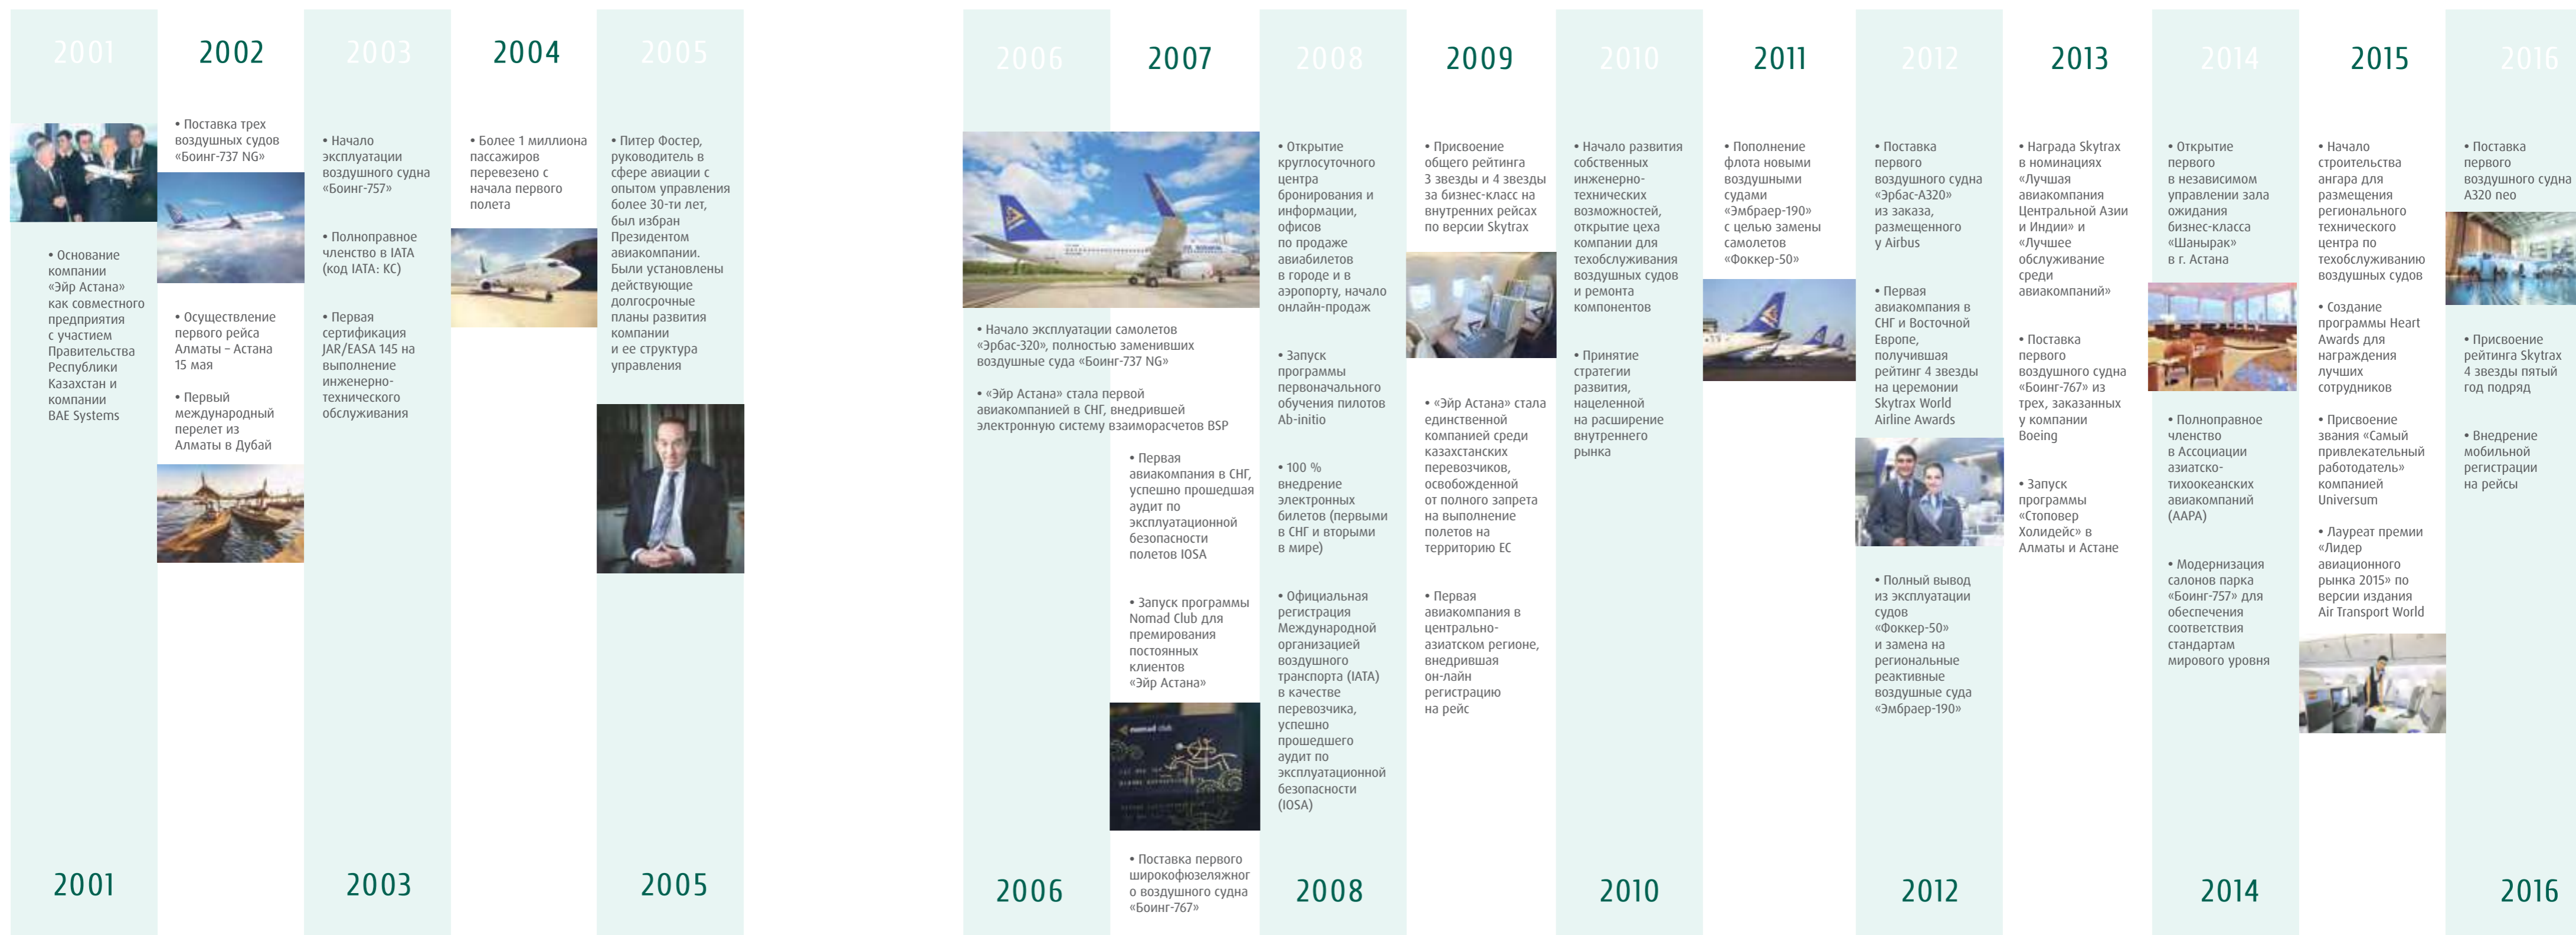 2001
• Основание
компании
«Эйр Астана»
как совместного
предприятия
с участием
Правительства
Республики
Казахстан и
компании
BAE Systems
2001
2002
• Поставка трех
воздушных судов
«Боинг-737 NG»
• Осуществление
первого рейса
Алматы – Астана
15 мая
• Первый
международный
перелет из
Алматы в Дубай
2003
• Начало
эксплуатации
воздушного судна
«Боинг-757»
• Полноправное
членство в IATA
(код IATA: KC)
• Первая
сертификация
JAR/EASA 145 на
выполнение
инженерно-
технического
обслуживания
2003
2004
• Более 1 миллиона
пассажиров
перевезено с
начала первого
полета
2005
• Питер Фостер,
руководитель в
сфере авиации с
опытом управления
более 30-ти лет,
был избран
Президентом
авиакомпании.
Были установлены
действующие
долгосрочные
планы развития
компании
и ее структура
управления
2005
2006
2007
• Начало эксплуатации самолетов
«Эрбас-320», полностью заменивших
воздушные суда «Боинг-737 NG»
• «Эйр Астана» стала первой
авиакомпанией в СНГ, внедрившей
электронную систему взаиморасчетов BSP
• Первая
авиакомпания в СНГ,
успешно прошедшая
аудит по
эксплуатационной
безопасности
полетов IOSA
• Запуск программы
Nomad Club для
премирования
постоянных
клиентов
«Эйр Астана»
nomad club
• Поставка первого
широкофюзеляжног
о воздушного судна
«Боинг-767»
2006
2008
• Открытие
круглосуточного
центра
бронирования и
информации,
офисов
по продаже
авиабилетов
в городе и в
аэропорту, начало
онлайн-продаж
• Запуск
программы
первоначального
обучения пилотов
Ab-initio
• 100 %
внедрение
электронных
билетов (первыми
в СНГ и вторыми
в мире)
• Официальная
регистрация
Международной
организацией
воздушного
транспорта (IATA)
в качестве
перевозчика,
успешно
прошедшего
аудит по
эксплуатационной
безопасности
(IOSA)
2008
2009
• Присвоение
общего рейтинга
3 звезды и 4 звезды
за бизнес-класс на
внутренних рейсах
по версии Skytrax
• «Эйр Астана» стала
единственной
компанией среди
казахстанских
перевозчиков,
освобожденной
от полного запрета
на выполнение
полетов на
территорию ЕС
• Первая
авиакомпания в
центрально-
азиатском регионе,
внедрившая
он-лайн
регистрацию
на рейс
2010
• Начало развития
собственных
инженерно-
технических
возможностей,
открытие цеха
компании для
техобслуживания
воздушных судов
и ремонта
компонентов
• Принятие
стратегии
развития,
нацеленной
на расширение
внутреннего
рынка
2010
2011
• Пополнение
флота новыми
воздушными
судами
«Эмбраер-190»
с целью замены
самолетов
«Фоккер-50»
2012
• Поставка
первого
воздушного судна
«Эрбас-А320»
из заказа,
размещенного
у Airbus
• Первая
авиакомпания в
СНГ и Восточной
Европе,
получившая
рейтинг 4 звезды
на церемонии
Skytrax World
Airline Awards
• Полный вывод
из эксплуатации
судов
«Фоккер-50»
и замена на
региональные
реактивные
воздушные суда
«Эмбраер-190»
2012
2013
• Награда Skytrax
в номинациях
«Лучшая
авиакомпания
Центральной Азии
и Индии» и
«Лучшее
обслуживание
среди
авиакомпаний»
• Поставка
первого
воздушного судна
«Боинг-767» из
трех, заказанных
у компании
Boeing
• Запуск
программы
«Стоповер
Холидейс» в
Алматы и Астане
2014
• Открытие
первого
в независимом
управлении зала
ожидания
бизнес-класса
«Шанырак»
в г. Астана
• Полноправное
членство
в Ассоциации
азиатско-
тихоокеанских
авиакомпаний
(AAPA)
• Модернизация
салонов парка
«Боинг-757» для
обеспечения
соответствия
стандартам
мирового уровня
2014
2015
• Начало
строительства
ангара для
размещения
регионального
технического
центра по
техобслуживанию
воздушных судов
• Создание
программы Heart
Awards для
награждения
лучших
сотрудников
• Присвоение
звания «Самый
привлекательный
работодатель»
компанией
Universum
• Лауреат премии
«Лидер
авиационного
рынка 2015» по
версии издания
Air Transport World
2016
• Поставка
первого
воздушного судна
A320 neo
• Присвоение
рейтинга Skytrax
4 звезды пятый
год подряд
• Внедрение
мобильной
регистрации
на рейсы
2016